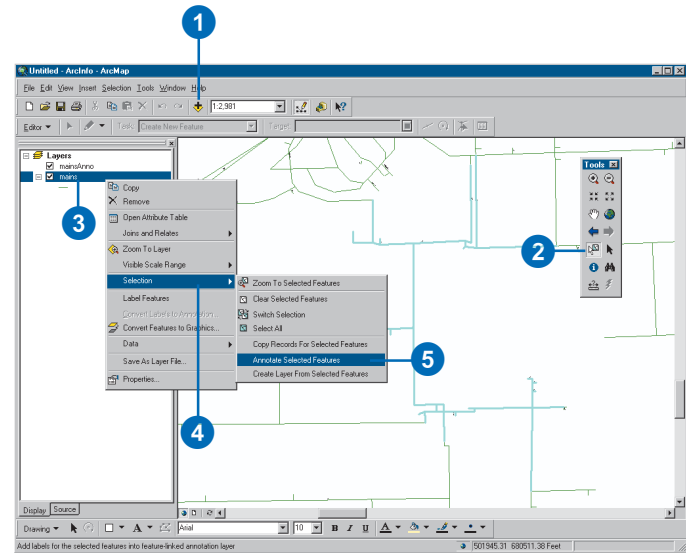 1
Untitled - ArcInfo - ArcMap
File Edit View Insert Selection Tools Window Help
1:2,981
Editor Task: Create New Feature Target:
Layers
mainsAnno
mains
3
Copy
Remove
Open Attribute Table
Joins and Relates
Zoom To Layer
Visible Scale Range
Selection
Label Features
Convert Labels to Annotation...
Convert Features to Graphics...
Data
Save As Layer File...
Properties...
4
Zoom To Selected Features
Clear Selected Features
Switch Selection
Select All
Copy Records For Selected Features
Annotate Selected Features
Create Layer From Selected Features
5
Tools
2
Display Source
Drawing A Arial 10 B I U A
Add labels for the selected features into feature-linked annotation layer
501945.31 680511.38 Feet